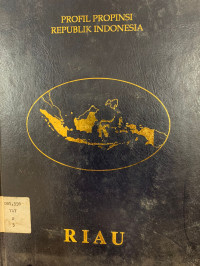 PROFIL PROPINSI
REPUBLIK INDONESIA
RIAU